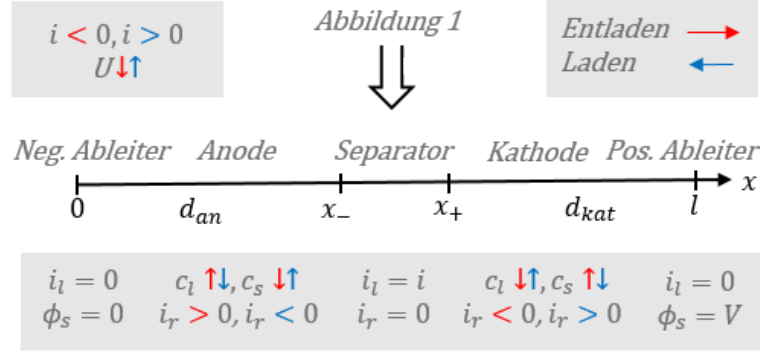 Abbildung 1
i < 0, i > 0
U↓↑
Entladen →
Laden ←
Neg. Ableiter Anode Separator Kathode Pos. Ableiter
x
0 d_an x_- x_+ d_kat l
i_l = 0 c_l ↑↓, c_s ↓↑ i_l = i c_l ↓↑, c_s ↑↓ i_l = 0
ϕ_s = 0 i_r > 0, i_r < 0 i_r = 0 i_r < 0, i_r > 0 ϕ_s = V